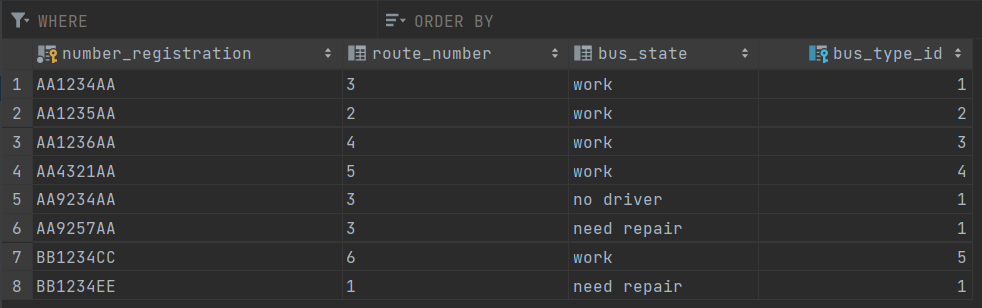 WHERE ORDER BY
number_registration route_number bus_state bus_type_id
1 AA1234AA 3 work 1
2 AA1235AA 2 work 2
3 AA1236AA 4 work 3
4 AA4321AA 5 work 4
5 AA9234AA 3 no driver 1
6 AA9257AA 3 need repair 1
7 BB1234CC 6 work 5
8 BB1234EE 1 need repair 1